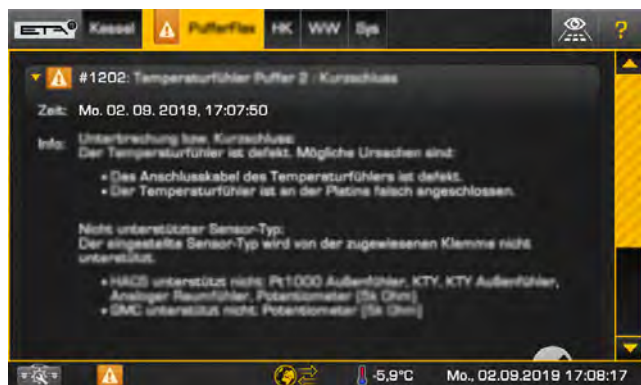 ETA Kessel PufferFlex HK WW Sys ?
#1202: Temperaturfühler Puffer 2 : Kurzschluss
Zeit: Mo. 02. 09. 2019, 17:07:50
Info: Unterbrechung bzw. Kurzschluss:
Der Temperaturfühler ist defekt. Mögliche Ursachen sind:
• Das Anschlusskabel des Temperaturfühlers ist defekt.
• Der Temperaturfühler ist an der Platine falsch angeschlossen.
Nicht unterstützter Sensor-Typ:
Der eingestellte Sensor-Typ wird von der zugewiesenen Klemme nicht
unterstützt.
• unterstützt nicht: Pt1000 Außenfühler, KTY, KTY Außenfühler,
Analoger Raumfühler, Potentiometer (5k Ohm)
• unterstützt nicht: Potentiometer (5k Ohm)
-5,9°C Mo., 02.09.2019 17:08:17